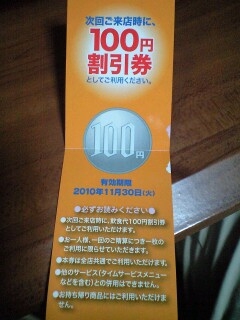 次回ご来店時に、
100円
割引券
としてご利用ください。
100
円
有効期限
2010年11月30日(火)
●必ずお読みください●
●次回ご来店時に、飲食代100円割引券
としてご利用いただけます。
●お一人様、一回のご精算につき一枚の
ご利用に限らせていただきます。
●本券は全店共通でご利用いただけます。
●他のサービス(タイムサービスメニュー
などを含む)との併用はできません。
●お持ち帰り商品にはご利用いただけま
せん。